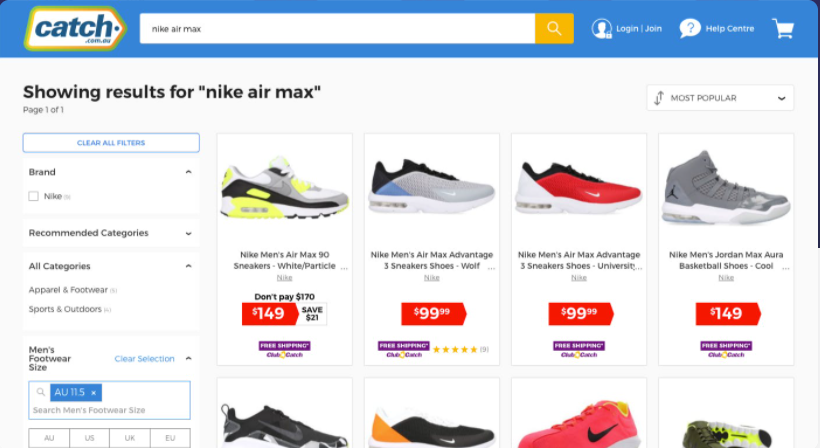 catch.
.com.au
nike air max
Login | Join
Help Centre
Showing results for "nike air max"
Page 1 of 1
MOST POPULAR
CLEAR ALL FILTERS
Brand
Nike
Recommended Categories
All Categories
Apparel & Footwear
Sports & Outdoors (4)
Men's
Footwear
Size
Clear Selection
AU 11.5 ×
Search Men's Footwear Size
AU US UK EU
Nike Men's Air Max 90
Sneakers - White/Particle ...
Nike
Don't pay $170
$149
SAVE
$21
FREE SHIPPING*
Club Catch
Nike Men's Air Max Advantage
3 Sneakers Shoes - Wolf ...
Nike
$99.99
FREE SHIPPING*
Club Catch
(9)
Nike Men's Air Max Advantage
3 Sneakers Shoes - University...
Nike
$99.99
FREE SHIPPING*
Club Catch
Nike Men's Jordan Max Aura
Basketball Shoes - Cool ...
Nike
$149
FREE SHIPPING*
Club Catch